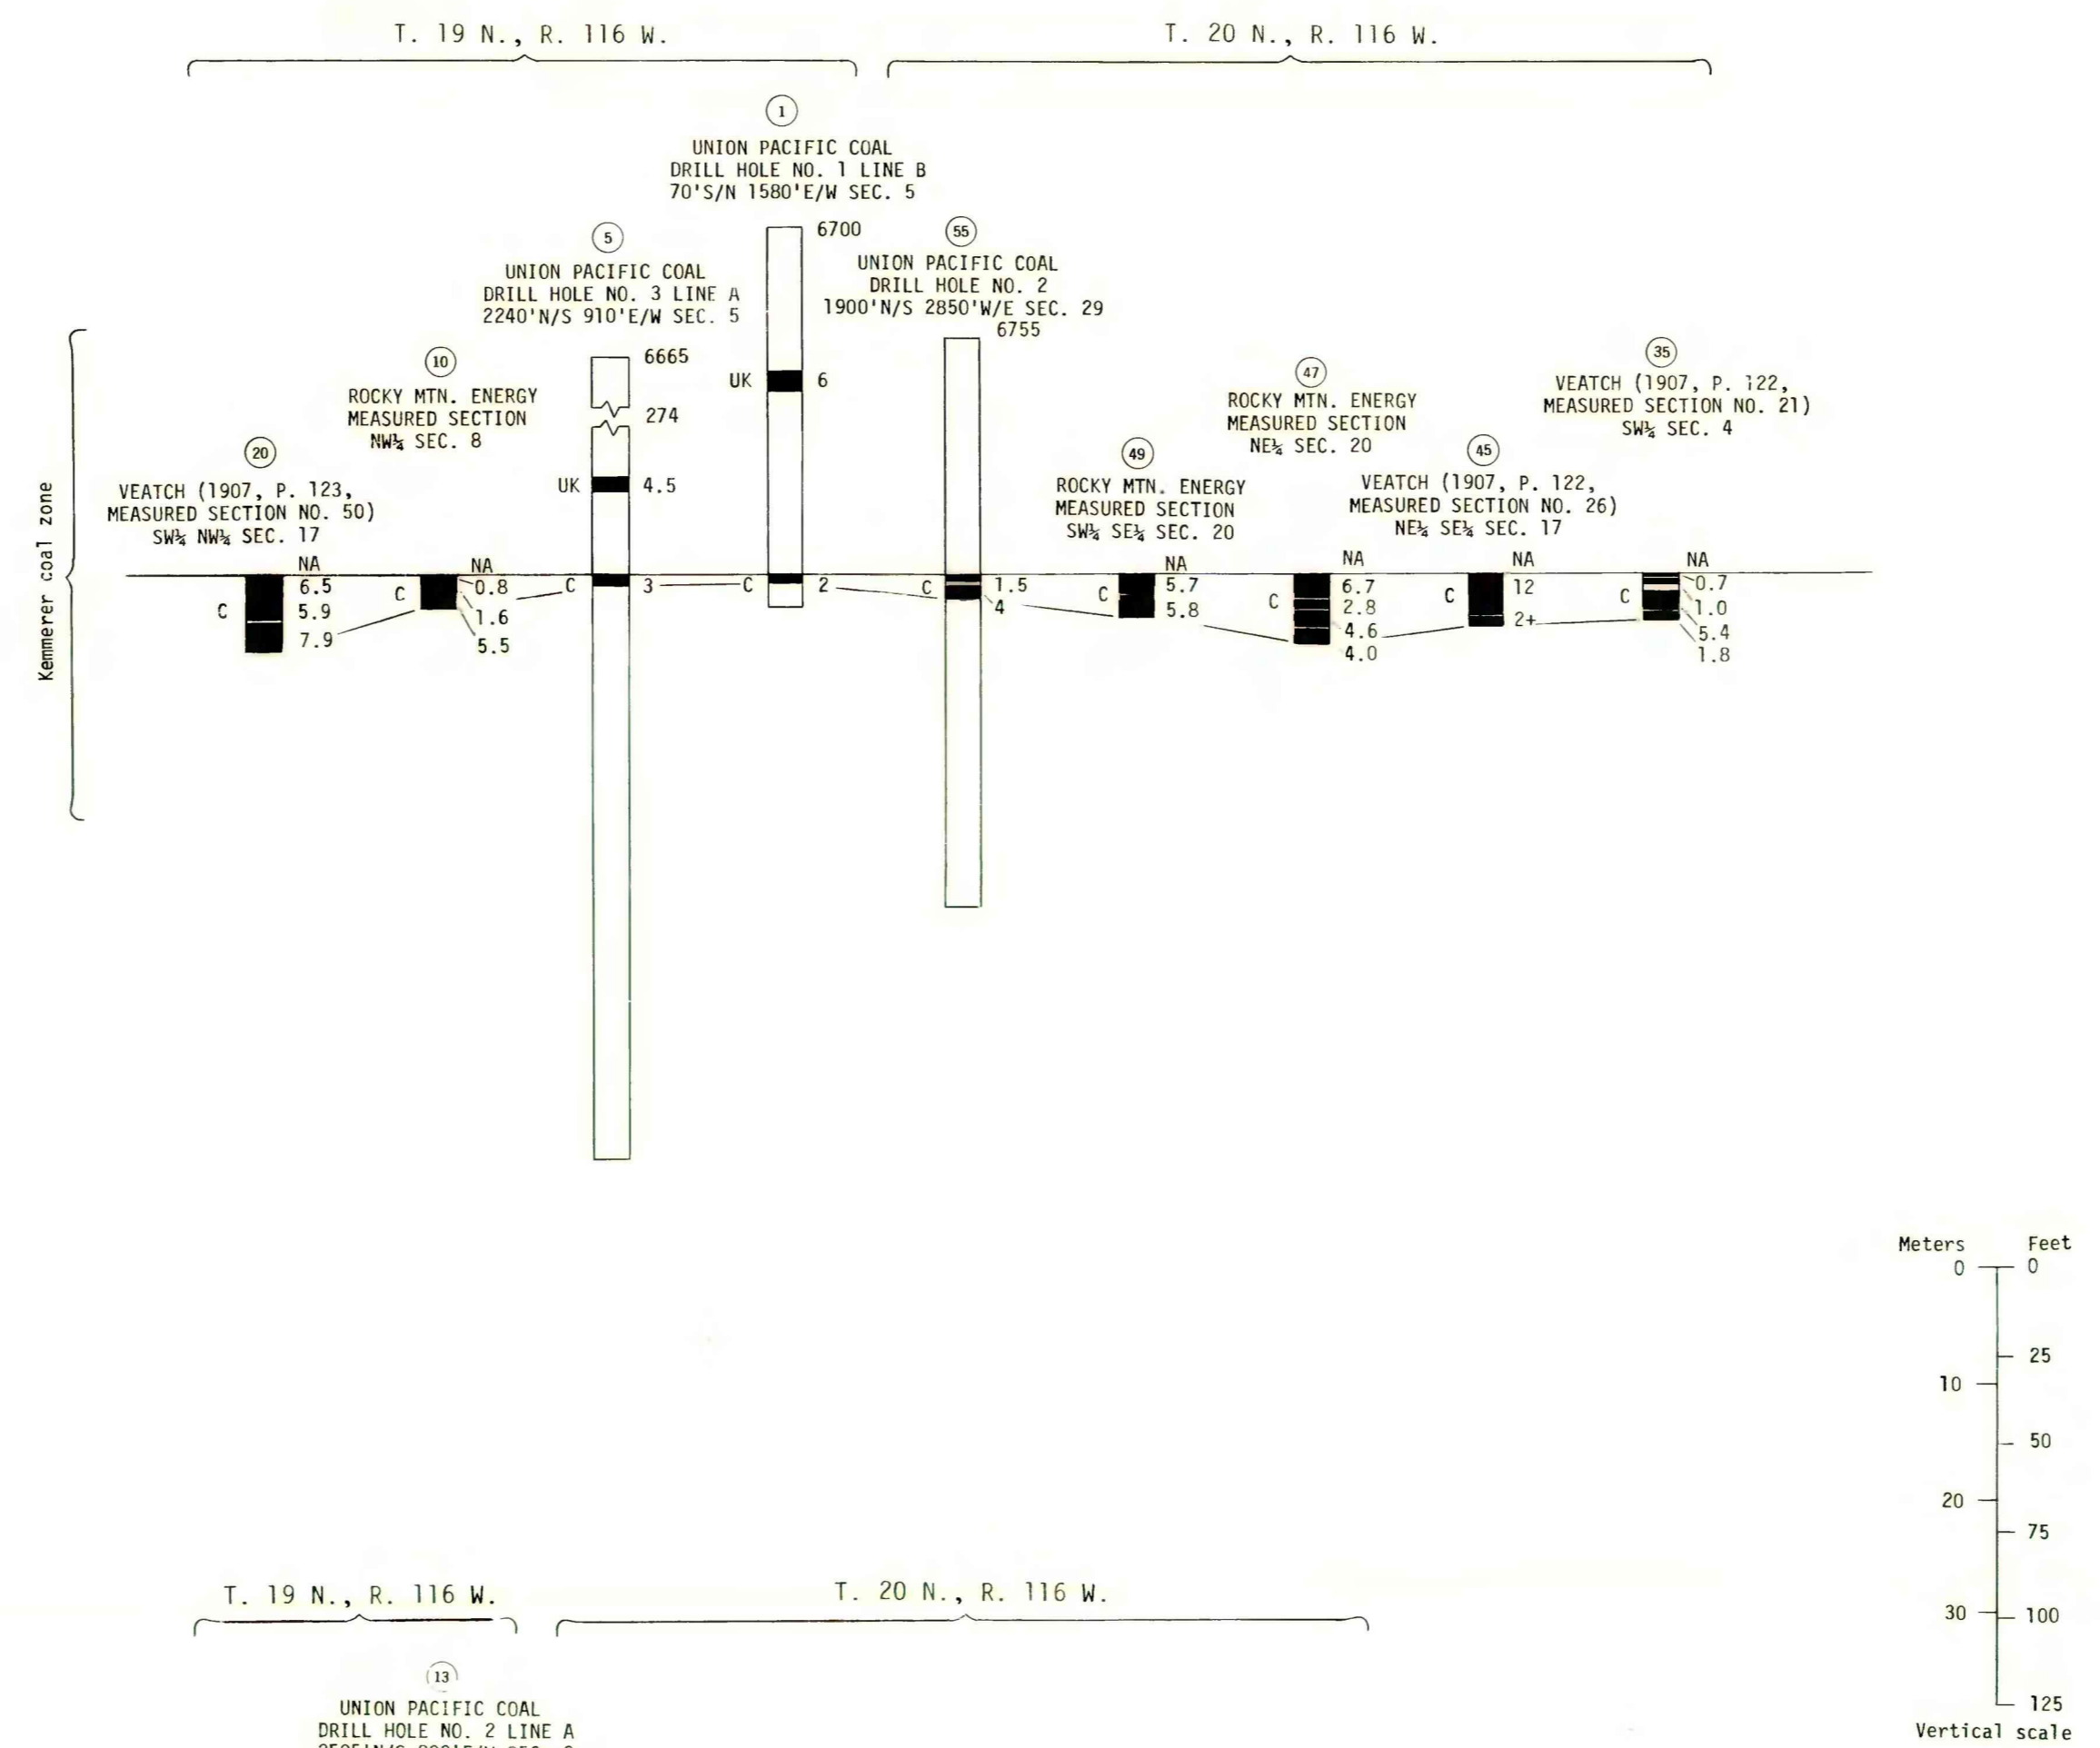 T. 19 N., R. 116 W.
T. 20 N., R. 116 W.
1
UNION PACIFIC COAL
DRILL HOLE NO. 1 LINE B
70'S/N 1580'E/W SEC. 5
6700
UK
6
C
2
5
UNION PACIFIC COAL
DRILL HOLE NO. 3 LINE A
2240'N/S 910'E/W SEC. 5
6665
274
UK
4.5
C
3
55
UNION PACIFIC COAL
DRILL HOLE NO. 2
1900'N/S 2850'W/E SEC. 29
6755
C
1.5
4
10
ROCKY MTN. ENERGY
MEASURED SECTION
NW¼ SEC. 8
NA
C
0.8
1.6
5.5
20
VEATCH (1907, P. 123,
MEASURED SECTION NO. 50)
SW¼ NW¼ SEC. 17
NA
C
6.5
5.9
7.9
49
ROCKY MTN. ENERGY
MEASURED SECTION
SW¼ SE¼ SEC. 20
NA
C
5.7
5.8
47
ROCKY MTN. ENERGY
MEASURED SECTION
NE¼ SEC. 20
NA
C
6.7
2.8
4.6
4.0
45
VEATCH (1907, P. 122,
MEASURED SECTION NO. 26)
NE¼ SE¼ SEC. 17
NA
C
12
2+
35
VEATCH (1907, P. 122,
MEASURED SECTION NO. 21)
SW¼ SEC. 4
NA
C
0.7
1.0
5.4
1.8
Kemmerer coal zone
Meters
Feet
0
0
25
10
50
20
75
30
100
125
Vertical scale
T. 19 N., R. 116 W.
T. 20 N., R. 116 W.
13
UNION PACIFIC COAL
DRILL HOLE NO. 2 LINE A